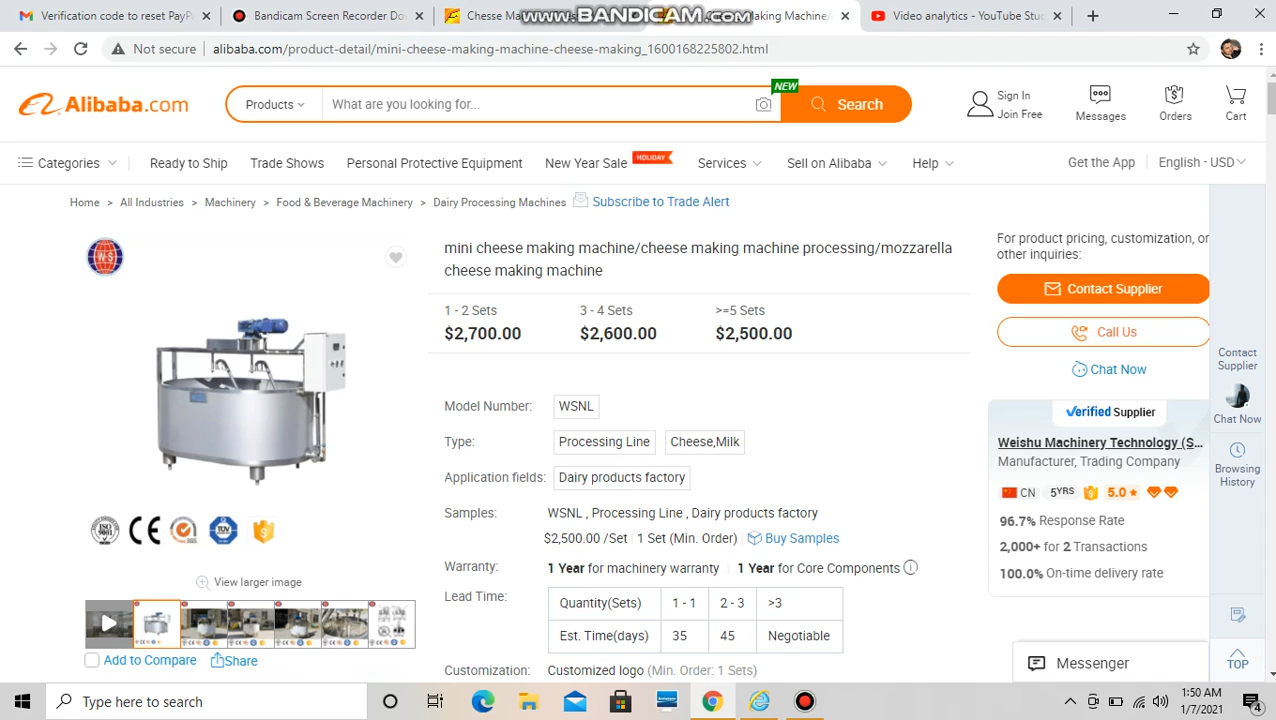 Verification code to reset PayP
Bandicam Screen Recorder D
Chesse Ma
www.BANDICAM.com
Making Machine/
Video analytics - YouTube Stu
Not secure
alibaba.com/product-detail/mini-cheese-making-machine-cheese-making_1600168225802.html
Alibaba.com
Products
What are you looking for...
NEW
Search
Sign In
Join Free
Messages
Orders
Cart
Categories
Ready to Ship
Trade Shows
Personal Protective Equipment
New Year Sale
HOLIDAY
Services
Sell on Alibaba
Help
Get the App
English - USD
Home > All Industries > Machinery > Food & Beverage Machinery > Dairy Processing Machines
Subscribe to Trade Alert
W·S
mini cheese making machine/cheese making machine processing/mozzarella
cheese making machine
1 - 2 Sets
3 - 4 Sets
>=5 Sets
$2,700.00
$2,600.00
$2,500.00
Model Number:
WSNL
Type:
Processing Line
Cheese,Milk
Application fields:
Dairy products factory
Samples:
WSNL , Processing Line , Dairy products factory
$2,500.00 /Set | 1 Set (Min. Order) |
Buy Samples
Warranty:
1 Year for machinery warranty | 1 Year for Core Components
Lead Time:
Quantity(Sets)
1 - 1
2 - 3
>3
Est. Time(days)
35
45
Negotiable
Customization:
Customized logo (Min. Order: 1 Sets)
ISO
9001
CE
TUV
$
View larger image
Add to Compare
Share
For product pricing, customization, or
other inquiries:
Contact Supplier
Call Us
Chat Now
Verified Supplier
Weishu Machinery Technology (S...
Manufacturer, Trading Company
CN
5YRS
5.0
96.7% Response Rate
2,000+ for 2 Transactions
100.0% On-time delivery rate
Contact
Supplier
Chat Now
Browsing
History
TOP
Messenger
Type here to search
1:50 AM
1/7/2021
4